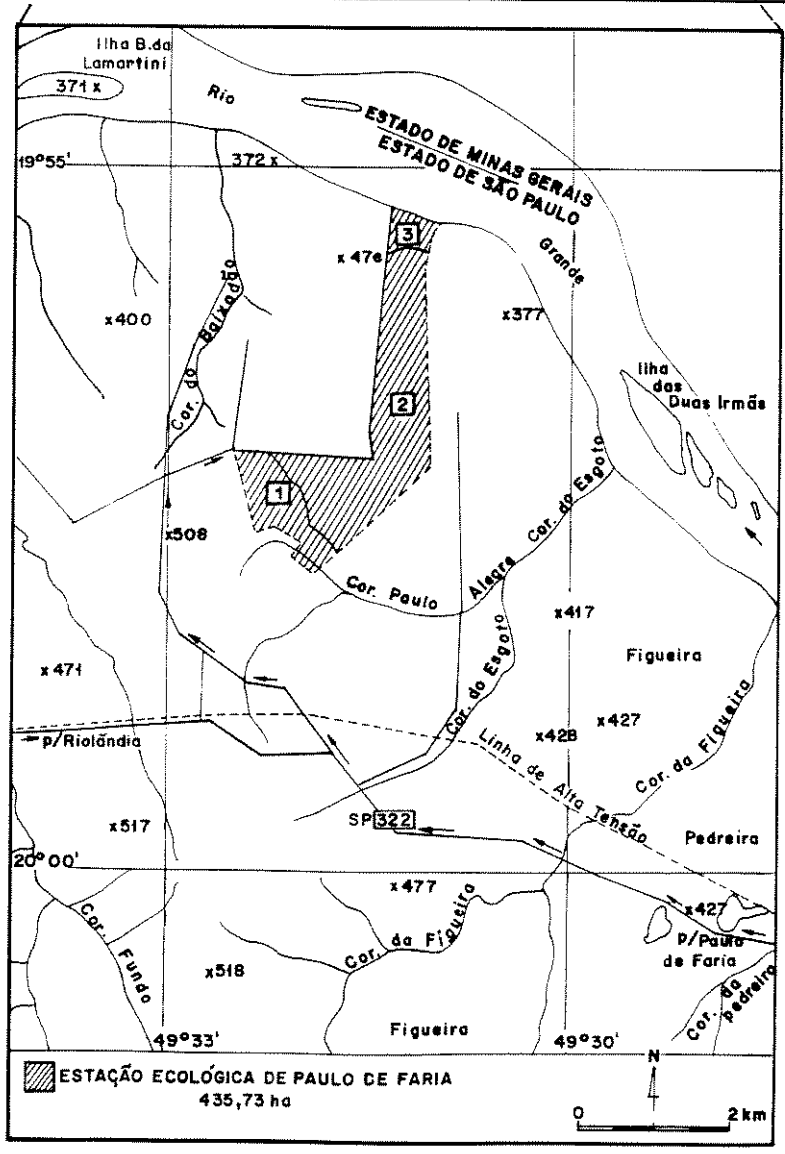 Ilha B. da
Lamartini
371 x
Rio
ESTADO DE MINAS GERAIS
ESTADO DE SÃO PAULO
19°55'
372 x
3
x 476
Grande
x377
x400
Cor. do Baixadão
Ilha
das
Duas Irmãs
2
1
x508
Cor. do Esgoto
Cor. Paulo Alegre
x417
Figueira
x471
Cor. do Esgoto
x427
x428
p/Riolândia
Linha de Alta Tensão
Cor. da Figueira
x517
SP 322
Pedreira
20°00'
x477
x427
Cor. Fundo
Cor. da Figueira
p/Paulo
de Faria
x518
Cor. da
pedreira
Figueira
49°33'
49°30'
N
ESTAÇÃO ECOLÓGICA DE PAULO DE FARIA
435,73 ha
0 2 km